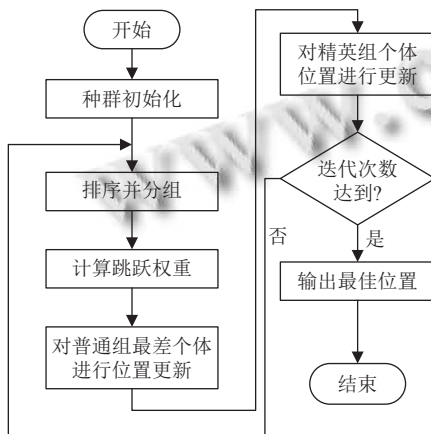 开始
种群初始化
排序并分组
计算跳跃权重
对普通组最差个体
进行位置更新
对精英组个体
位置进行更新
迭代次数
达到?
否
是
输出最佳位置
结束
www.c